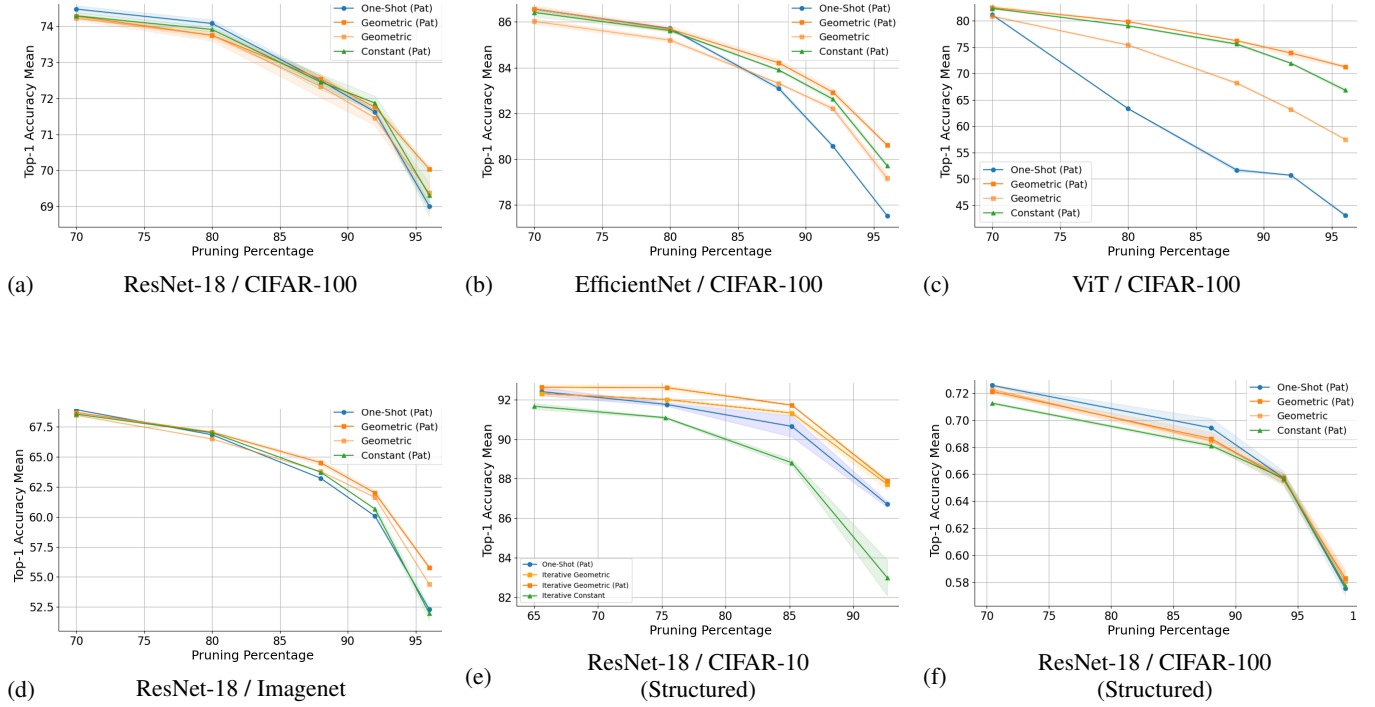 74
73
72
71
70
69
Top-1 Accuracy Mean
One-Shot (Pat)
Geometric (Pat)
Geometric
Constant (Pat)
70 75 80 85 90 95
Pruning Percentage
(a) ResNet-18 / CIFAR-100
86
84
82
80
78
Top-1 Accuracy Mean
One-Shot (Pat)
Geometric (Pat)
Geometric
Constant (Pat)
70 75 80 85 90 95
Pruning Percentage
(b) EfficientNet / CIFAR-100
80
75
70
65
60
55
50
45
Top-1 Accuracy Mean
One-Shot (Pat)
Geometric (Pat)
Geometric
Constant (Pat)
70 75 80 85 90 95
Pruning Percentage
(c) ViT / CIFAR-100
67.5
65.0
62.5
60.0
57.5
55.0
52.5
Top-1 Accuracy Mean
One-Shot (Pat)
Geometric (Pat)
Geometric
Constant (Pat)
70 75 80 85 90 95
Pruning Percentage
(d) ResNet-18 / Imagenet
92
90
88
86
84
82
Top-1 Accuracy Mean
One-Shot (Pat)
Iterative Geometric
Iterative Geometric (Pat)
Iterative Constant
65 70 75 80 85 90
Pruning Percentage
(e) ResNet-18 / CIFAR-10
(Structured)
0.72
0.70
0.68
0.66
0.64
0.62
0.60
0.58
Top-1 Accuracy Mean
One-Shot (Pat)
Geometric (Pat)
Geometric
Constant (Pat)
70 75 80 85 90 95 1
Pruning Percentage
(f) ResNet-18 / CIFAR-100
(Structured)